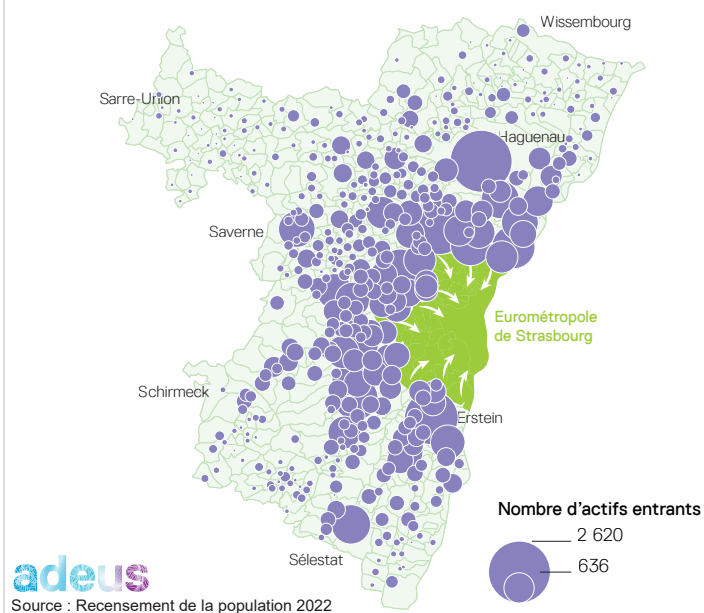 Wissembourg
Sarre-Union
Haguenau
Saverne
Eurométropole
de Strasbourg
Schirmeck
Erstein
Nombre d'actifs entrants
2 620
636
Sélestat
adeus
Source : Recensement de la population 2022